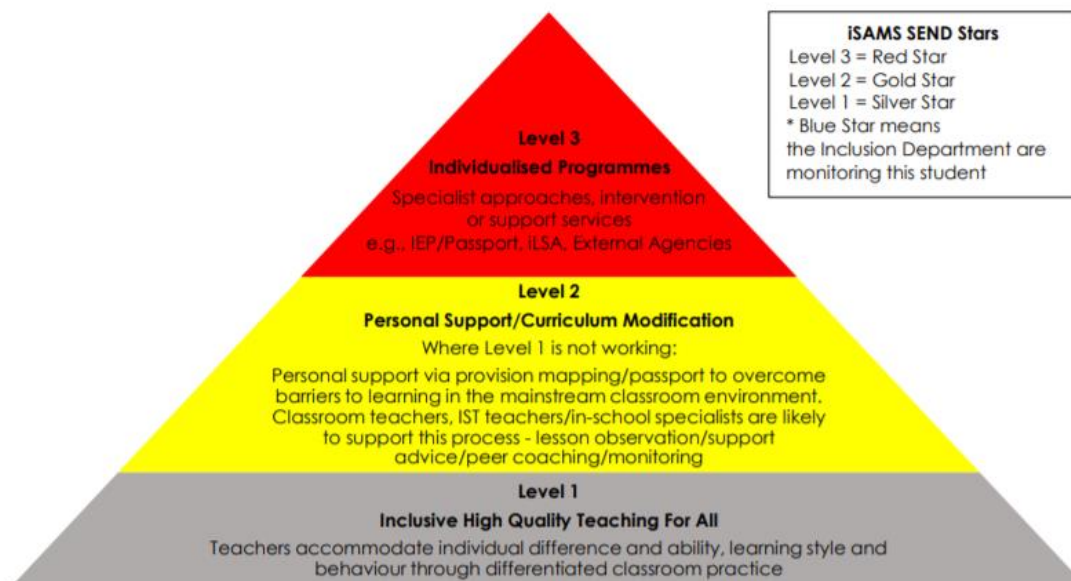 iSAMS SEND Stars
Level 3 = Red Star
Level 2 = Gold Star
Level 1 = Silver Star
* Blue Star means
the Inclusion Department are
monitoring this student
Level 3
Individualised Programmes
Specialist approaches, intervention
or support services
e.g., IEP/Passport, iLSA, External Agencies
Level 2
Personal Support/Curriculum Modification
Where Level 1 is not working:
Personal support via provision mapping/passport to overcome
barriers to learning in the mainstream classroom environment.
Classroom teachers, IST teachers/in-school specialists are likely
to support this process - lesson observation/support
advice/peer coaching/monitoring
Level 1
Inclusive High Quality Teaching For All
Teachers accommodate individual difference and ability, learning style and
behaviour through differentiated classroom practice